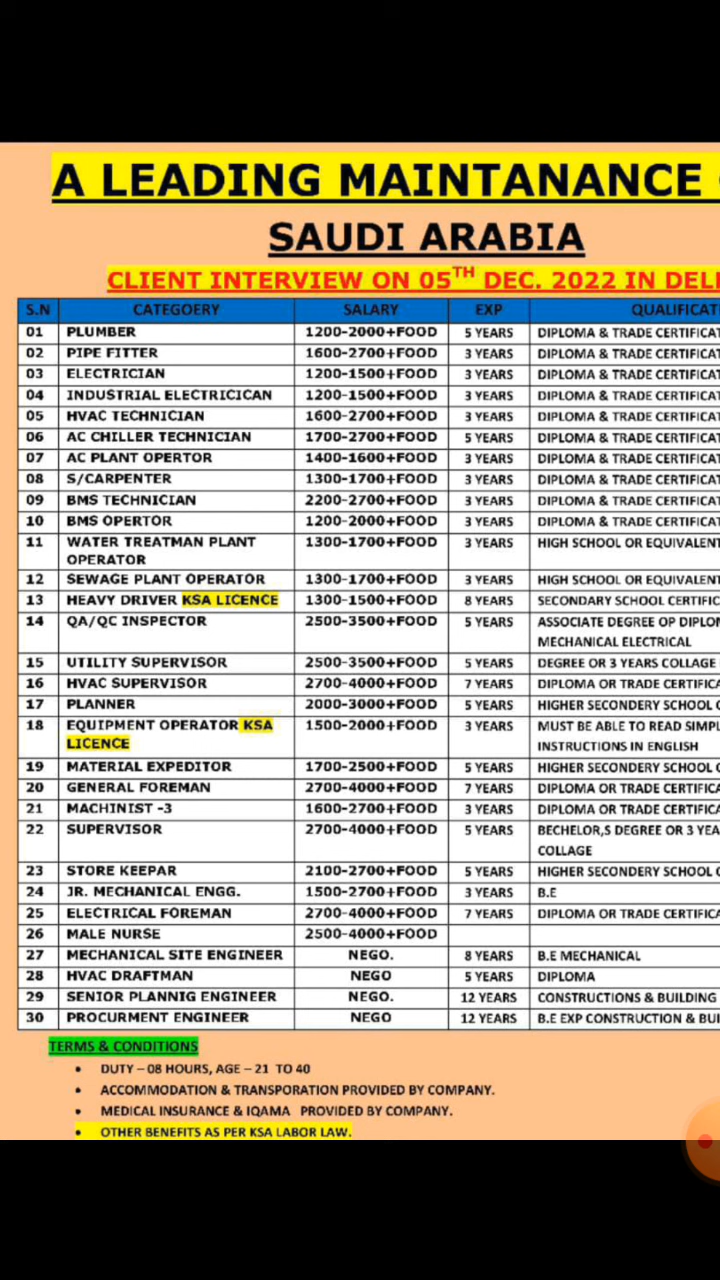 A LEADING MAINTANANCE
SAUDI ARABIA
CLIENT INTERVIEW ON 05TH DEC. 2022 IN
S.N CATEGOERY SALARY EXP
01 PLUMBER 1200-2000+FOOD 5 YEARS DIPLOMA & TRADE
02 PIPE FITTER 1600-2700+FOOD 3 YEARS DIPLOMA & TRADE
03 ELECTRICIAN 1200-1500+FOOD 3 YEARS DIPLOMA & TRADE
04 INDUSTRIAL ELECTRICICAN 1200-1500+FOOD 3 YEARS DIPLOMA & TRADE
05 HVAC TECHNICIAN 1600-2700+FOOD 3 YEARS DIPLOMA & TRADE
06 AC CHILLER TECHNICIAN 1700-2700+FOOD 5 YEARS DIPLOMA & TRADE
07 AC PLANT OPERTOR 1400-1600+FOOD 3 YEARS DIPLOMA & TRADE
08 S/CARPENTER 1300-1700+FOOD 3 YEARS DIPLOMA & TRADE
09 BMS TECHNICIAN 2200-2700+FOOD 3 YEARS DIPLOMA & TRADE
10 BMS OPERTOR 1200-2000+FOOD 3 YEARS DIPLOMA & TRADE
11 WATER TREATMAN PLANT 1300-1700+FOOD 3 YEARS HIGH SCHOOL OR EQUIVALENT
OPERATOR
12 SEWAGE PLANT OPERATOR 1300-1700+FOOD 3 YEARS HIGH SCHOOL OR EQUIVALENT
13 HEAVY DRIVER KSA LICENCE 1300-1500+FOOD 8 YEARS SECONDARY SCHOOL
14 QA/QC INSPECTOR 2500-3500+FOOD 5 YEARS ASSOCIATE DEGREE OP
MECHANICAL ELECTRICAL
15 UTILITY SUPERVISOR 2500-3500+FOOD 5 YEARS DEGREE OR 3 YEARS COLLAGE
16 HVAC SUPERVISOR 2700-4000+FOOD 7 YEARS DIPLOMA OR TRADE
17 PLANNER 2000-3000+FOOD 5 YEARS HIGHER SECONDERY SCHOOL
18 EQUIPMENT OPERATOR KSA 1500-2000+FOOD 3 YEARS MUST BE ABLE TO READ
LICENCE INSTRUCTIONS IN ENGLISH
19 MATERIAL EXPEDITOR 1700-2500+FOOD 5 YEARS HIGHER SECONDERY SCHOOL
20 GENERAL FOREMAN 2700-4000+FOOD 7 YEARS DIPLOMA OR TRADE
21 MACHINIST -3 1600-2700+FOOD 3 YEARS DIPLOMA OR TRADE
22 SUPERVISOR 2700-4000+FOOD 5 YEARS BECHELOR,S DEGREE OR 3
COLLAGE
23 STORE KEEPAR 2100-2700+FOOD 5 YEARS HIGHER SECONDERY SCHOOL
24 JR. MECHANICAL ENGG. 1500-2700+FOOD 3 YEARS B.E
25 ELECTRICAL FOREMAN 2700-4000+FOOD 7 YEARS DIPLOMA OR TRADE
26 MALE NURSE 2500-4000+FOOD
27 MECHANICAL SITE ENGINEER NEGO. 8 YEARS B.E MECHANICAL
28 HVAC DRAFTMAN NEGO 5 YEARS DIPLOMA
29 SENIOR PLANNIG ENGINEER NEGO. 12 YEARS CONSTRUCTIONS & BUILDING
30 PROCURMENT ENGINEER NEGO 12 YEARS B.E EXP CONSTRUCTION &
TERMS & CONDITIONS
• DUTY – 08 HOURS, AGE – 21 TO 40
• ACCOMMODATION & TRANSPORATION PROVIDED BY COMPANY.
• MEDICAL INSURANCE & IQAMA PROVIDED BY COMPANY.
• OTHER BENEFITS AS PER KSA LABOR LAW.